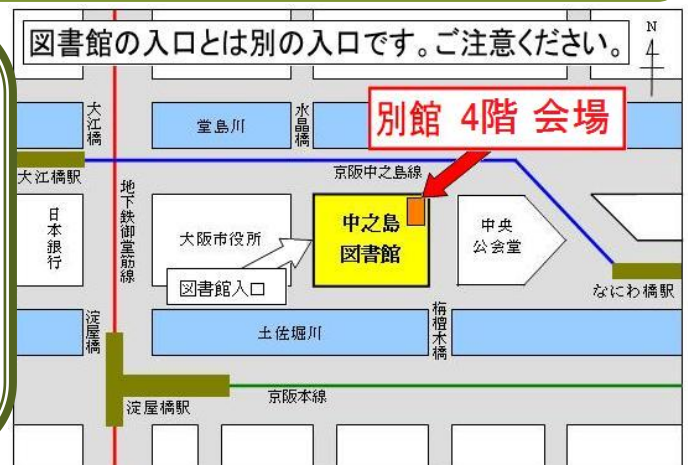 図書館の入口とは別の入口です。ご注意ください。
N
大江橋
堂島川
水晶橋
別館 4階 会場
大江橋駅
京阪中之島線
地下鉄御堂筋線
日本銀行
大阪市役所
中之島
図書館
中央
公会堂
図書館入口
なにわ橋駅
淀屋橋
土佐堀川
栴檀木橋
淀屋橋駅
京阪本線